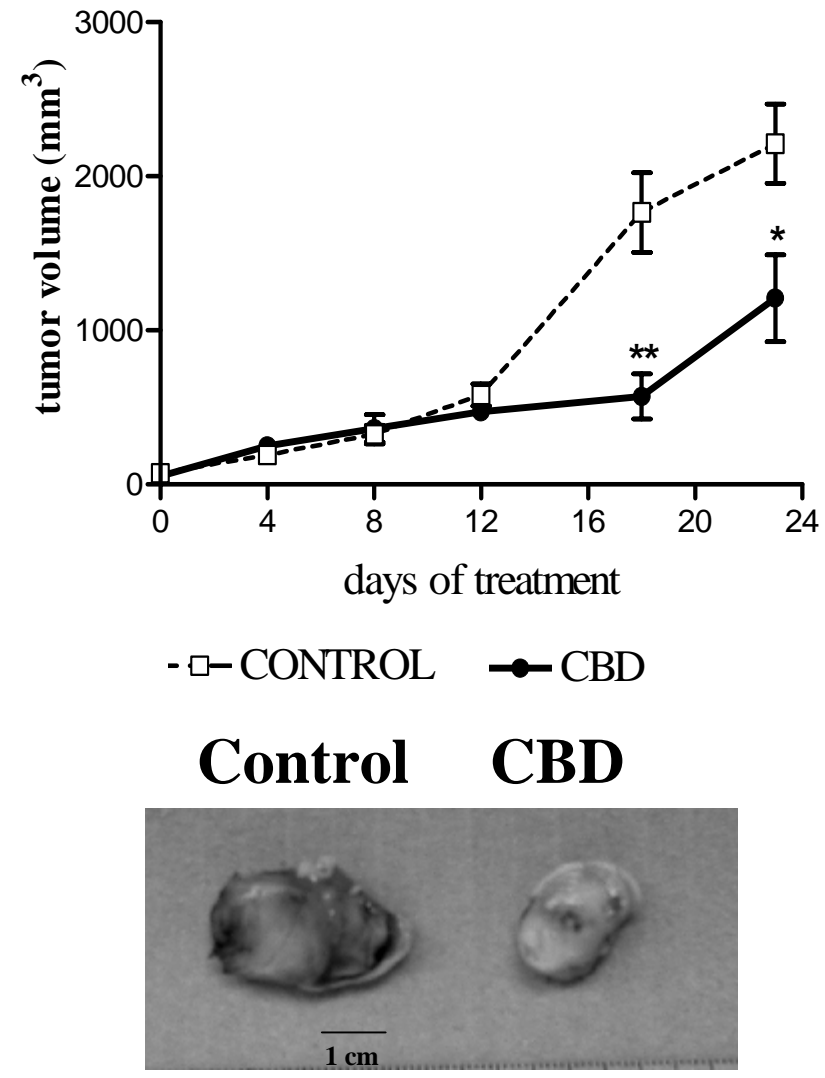 3000
2000
1000
0
tumor volume (mm³)
**
*
0 4 8 12 16 20 24
days of treatment
CONTROL CBD
Control CBD
1 cm